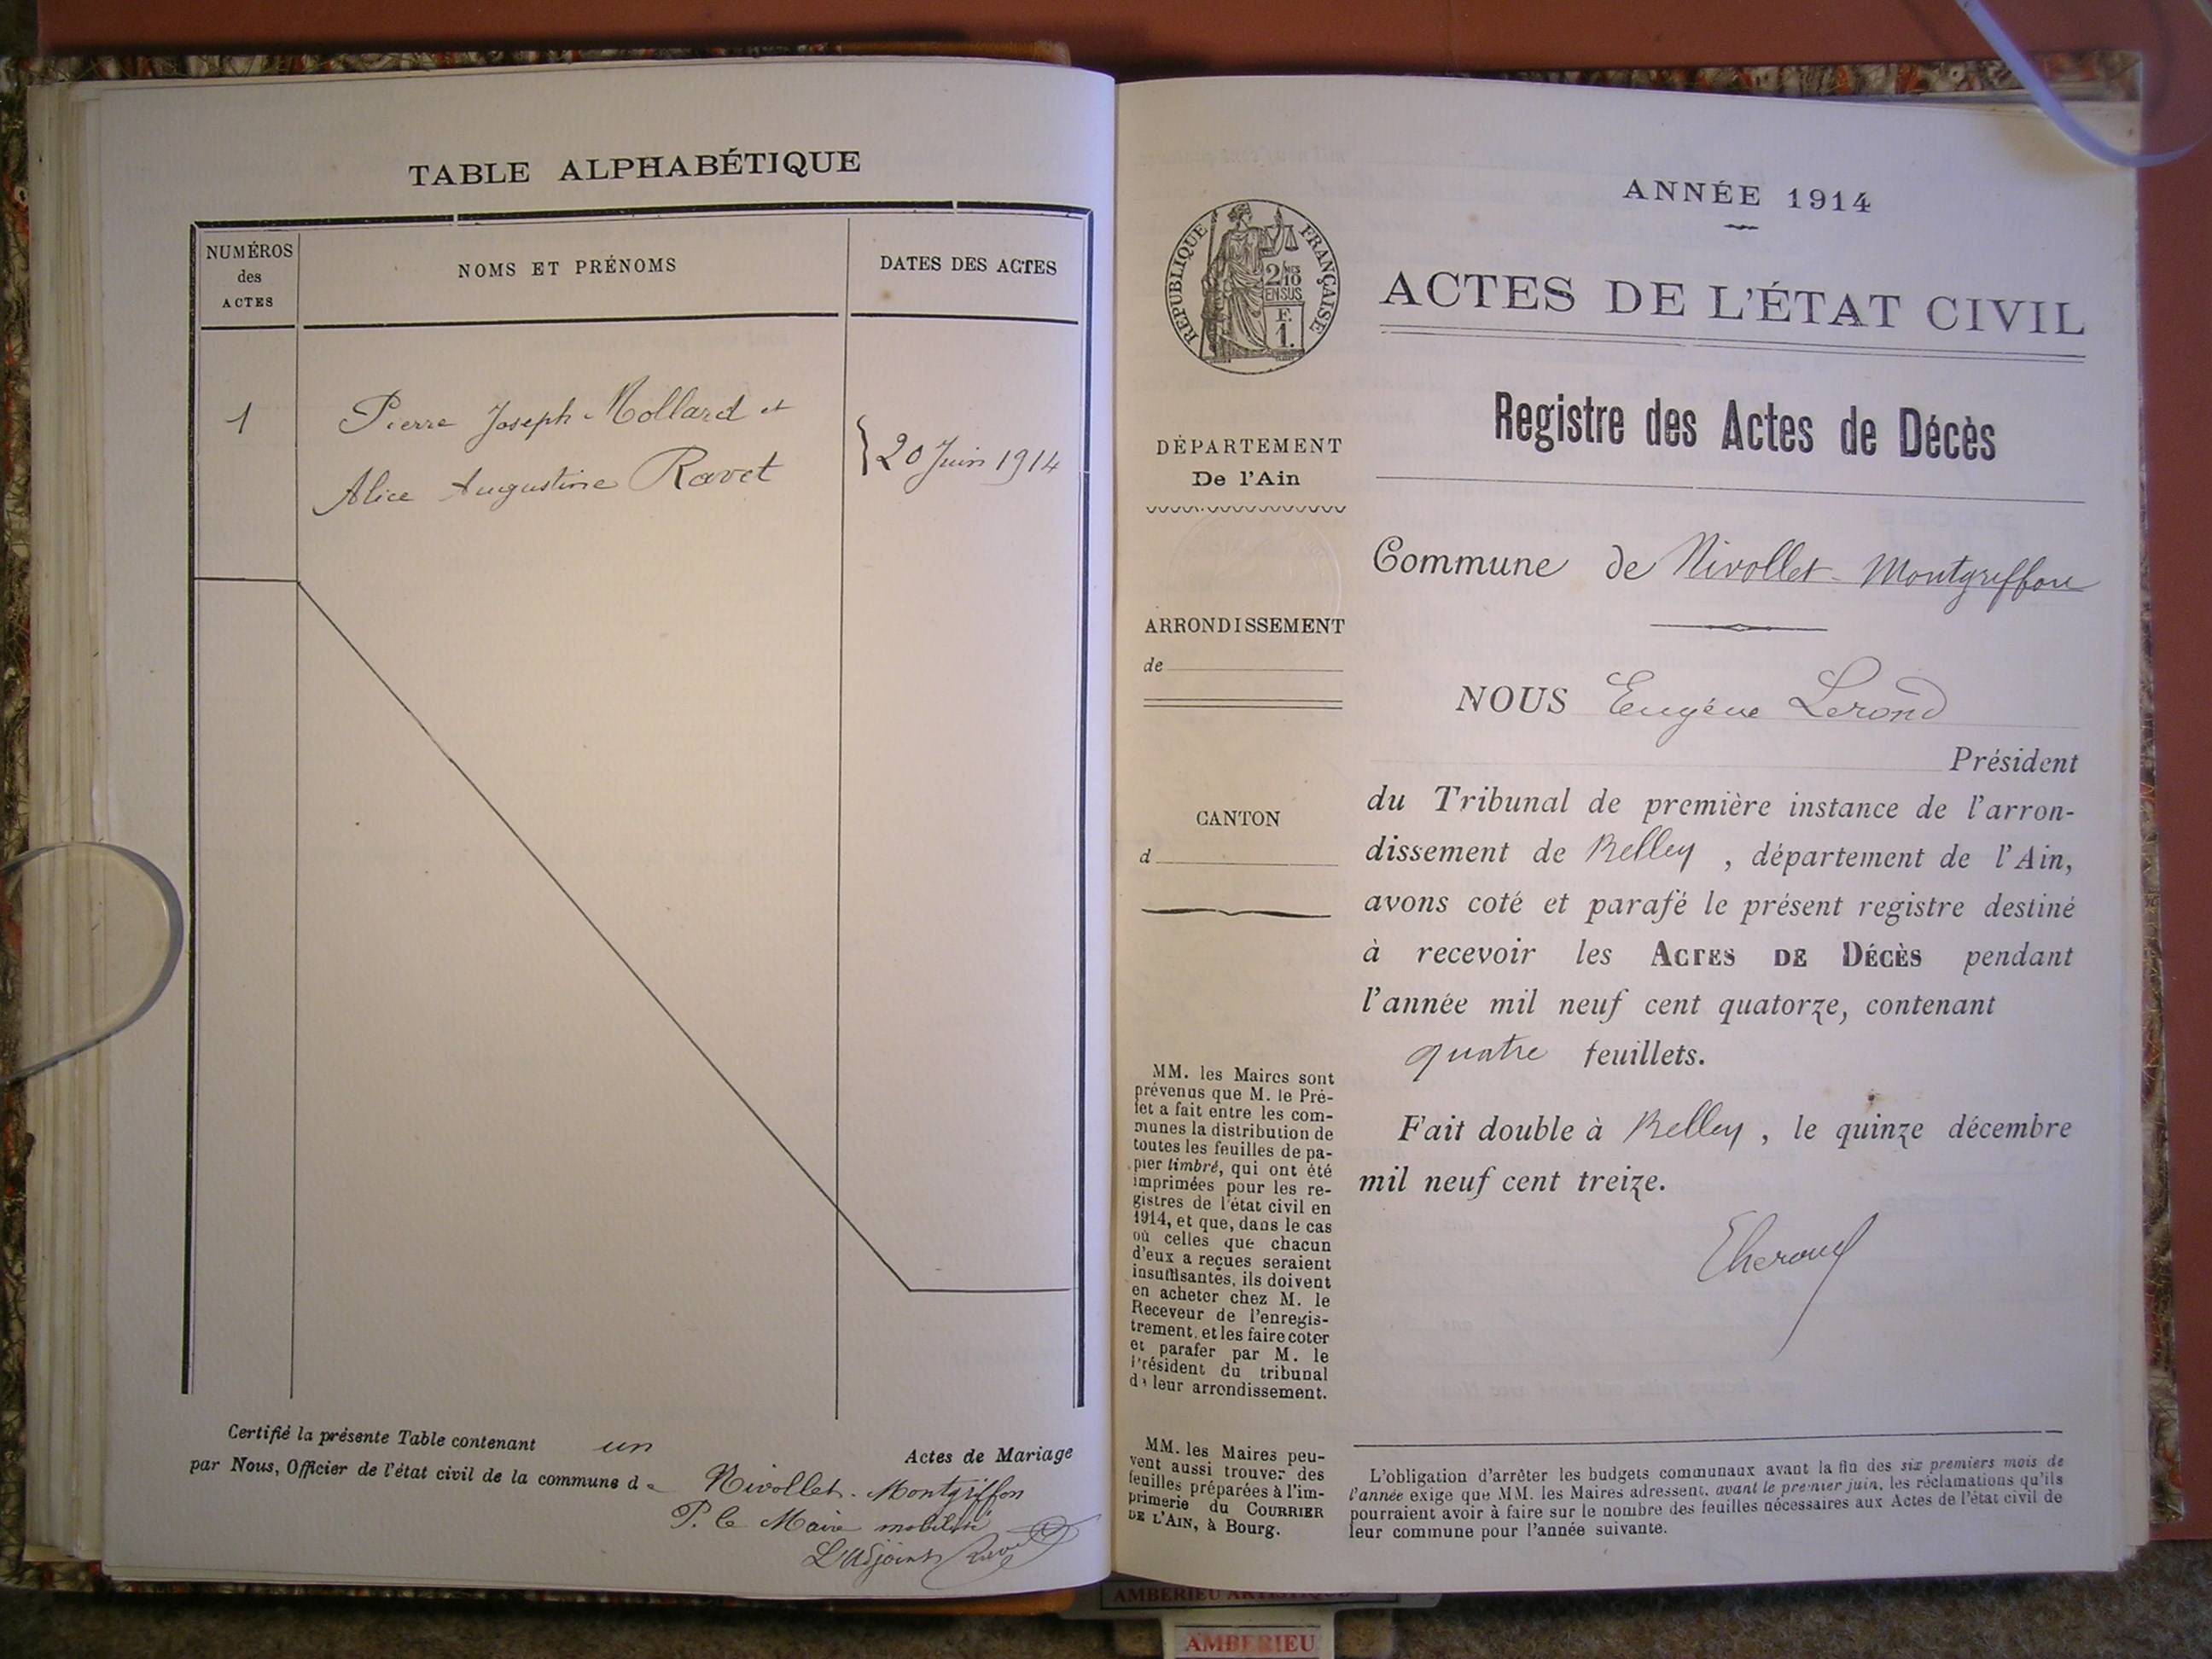 TABLE ALPHABÉTIQUE
NUMÉROS
des
ACTES
NOMS ET PRÉNOMS
DATES DES ACTES
1
Pierre Joseph Mollard et
Alice Augustine Ravet
} 20 Juin 1914
Certifié la présente Table contenant un Actes de Mariage
par Nous, Officier de l'état civil de la commune de Nivollet-Montgriffon
P. le Maire mobilisé
L'adjoint
ANNÉE 1914
RÉPUBLIQUE FRANÇAISE
2/10 MES
EN SUS
F.
1.
ACTES DE L'ÉTAT CIVIL
Registre des Actes de Décès
DÉPARTEMENT
De l'Ain
Commune de Nivollet-Montgriffon
ARRONDISSEMENT
de
CANTON
d
NOUS Eugène Lerond
Président
du Tribunal de première instance de l'arron-
dissement de Belley, département de l'Ain,
avons coté et parafé le présent registre destiné
à recevoir les ACTES DE DÉCÈS pendant
l'année mil neuf cent quatorze, contenant
quatre feuillets.
Fait double à Belley, le quinze décembre
mil neuf cent treize.
MM. les Maires sont
prévenus que M. le Pré-
fet a fait entre les com-
munes la distribution de
toutes les feuilles de pa-
pier timbré, qui ont été
imprimées pour les re-
gistres de l'état civil en
1914, et que, dans le cas
où celles que chacun
d'eux a reçues seraient
insuffisantes, ils doivent
en acheter chez M. le
Receveur de l'enregis-
trement, et les faire coter
et parafer par M. le
Président du tribunal
de leur arrondissement.
MM. les Maires peu-
vent aussi trouver des
feuilles préparées à l'im-
primerie du COURRIER
DE L'AIN, à Bourg.
L'obligation d'arrêter les budgets communaux avant la fin des six premiers mois de
l'année exige que MM. les Maires adressent, avant le premier juin, les réclamations qu'ils
pourraient avoir à faire sur le nombre des feuilles nécessaires aux Actes de l'état civil de
leur commune pour l'année suivante.
AMBERIEU ARTISTIQUE
AMBERIEU